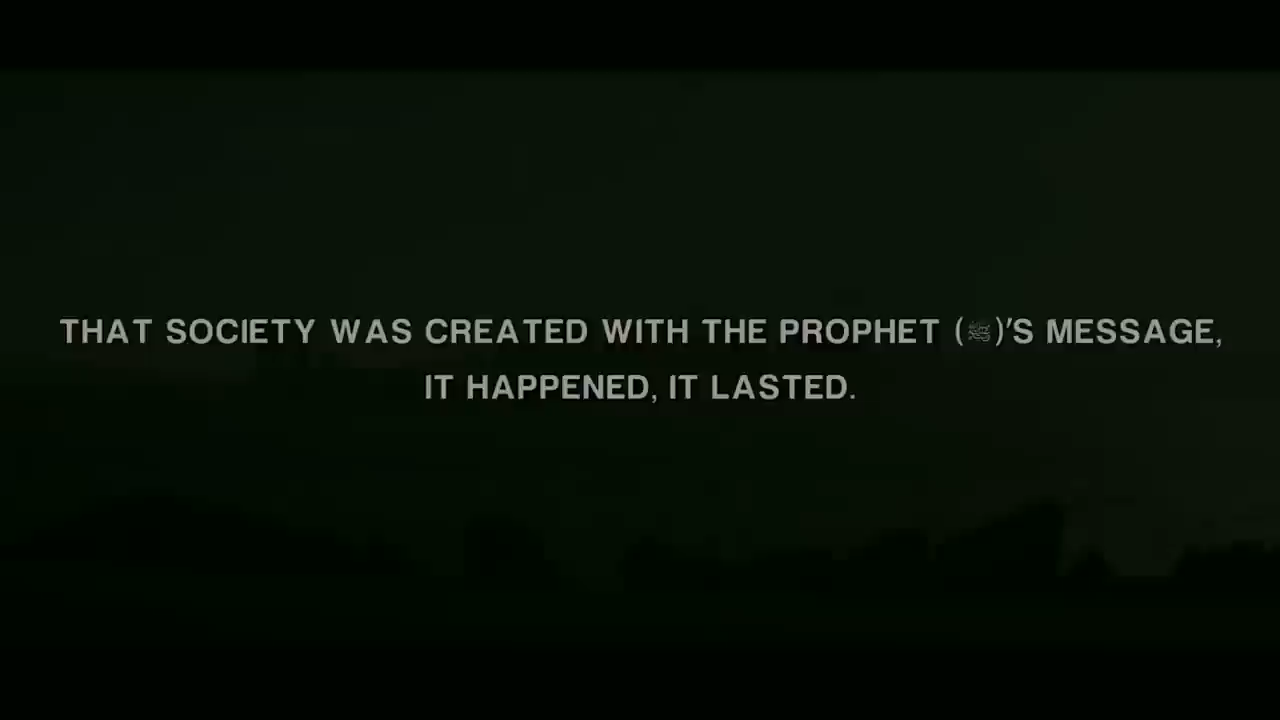 THAT SOCIETY WAS CREATED WITH THE PROPHET (ﷺ)'S MESSAGE,
IT HAPPENED, IT LASTED.